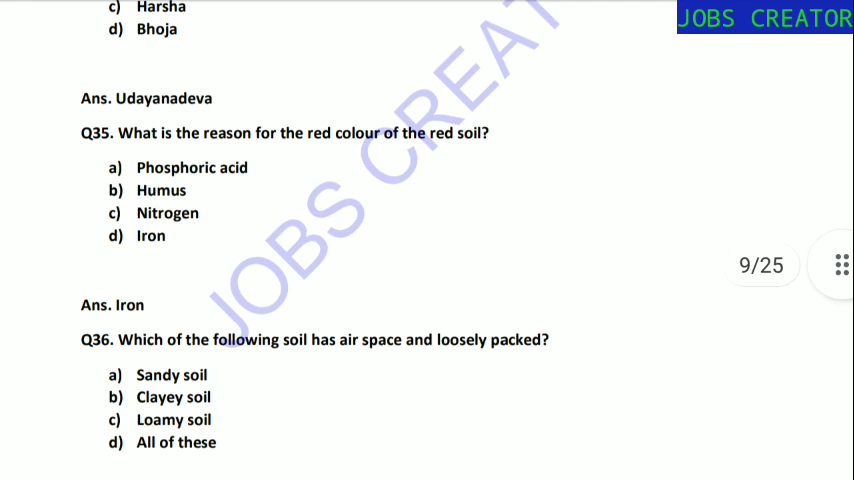 c) Harsha
JOBS CREATOR
d) Bhoja
Ans. Udayanadeva
Q35. What is the reason for the red colour of the red soil?
a) Phosphoric acid
b) Humus
c) Nitrogen
d) Iron
9/25
Ans. Iron
Q36. Which of the following soil has air space and loosely packed?
a) Sandy soil
b) Clayey soil
c) Loamy soil
d) All of these
JOBS CREAT